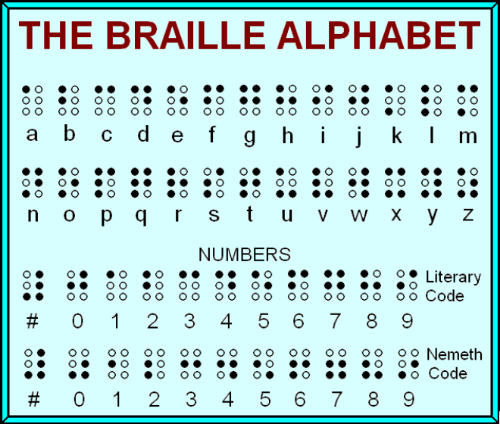 THE BRAILLE ALPHABET
a b c d e f g h i j k l m
n o p q r s t u v w x y z
NUMBERS
Literary
Code
# 0 1 2 3 4 5 6 7 8 9
Nemeth
Code
# 0 1 2 3 4 5 6 7 8 9